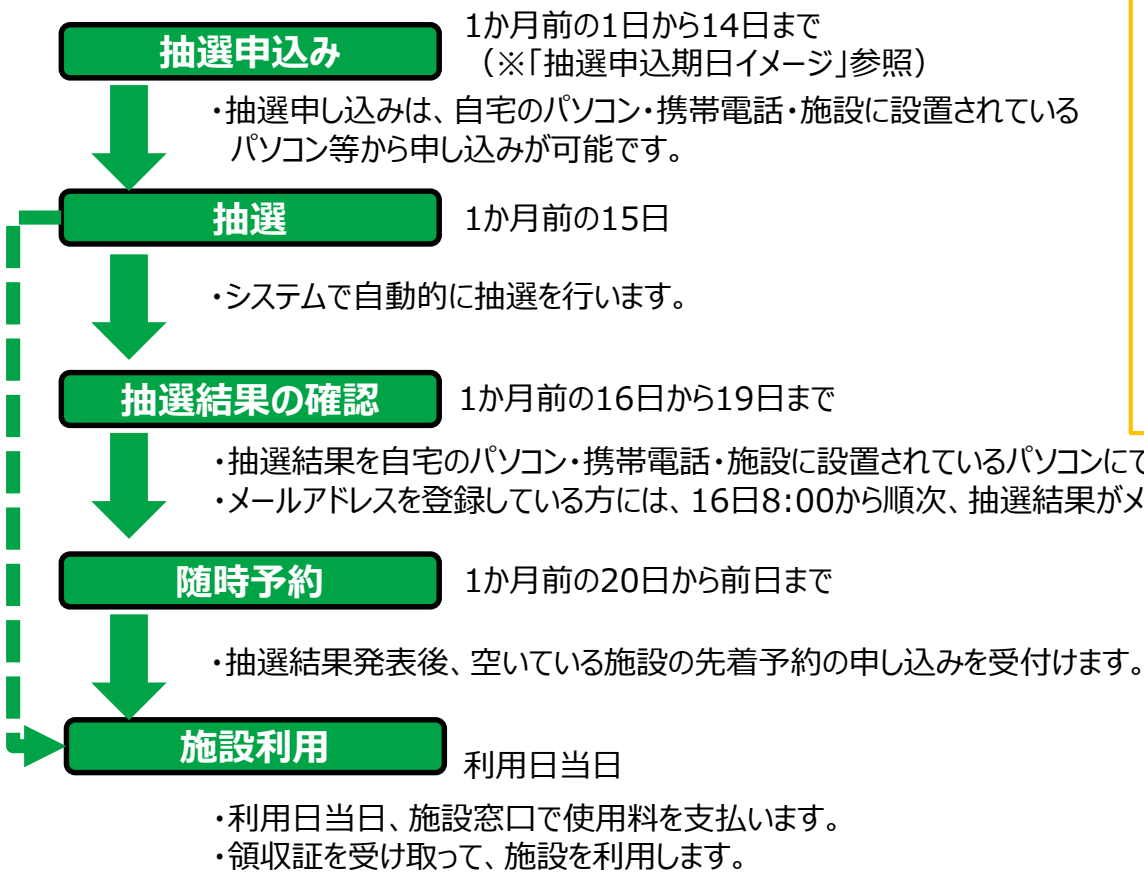 抽選申込み
1か月前の1日から14日まで
（※「抽選申込期日イメージ」参照）
・抽選申し込みは、自宅のパソコン・携帯電話・施設に設置されている
パソコン等から申し込みが可能です。
抽選
1か月前の15日
・システムで自動的に抽選を行います。
抽選結果の確認
1か月前の16日から19日まで
・抽選結果を自宅のパソコン・携帯電話・施設に設置されているパソコンにて
・メールアドレスを登録している方には、16日8:00から順次、抽選結果がメ
随時予約
1か月前の20日から前日まで
・抽選結果発表後、空いている施設の先着予約の申し込みを受付けます。
施設利用
利用日当日
・利用日当日、施設窓口で使用料を支払います。
・領収証を受け取って、施設を利用します。